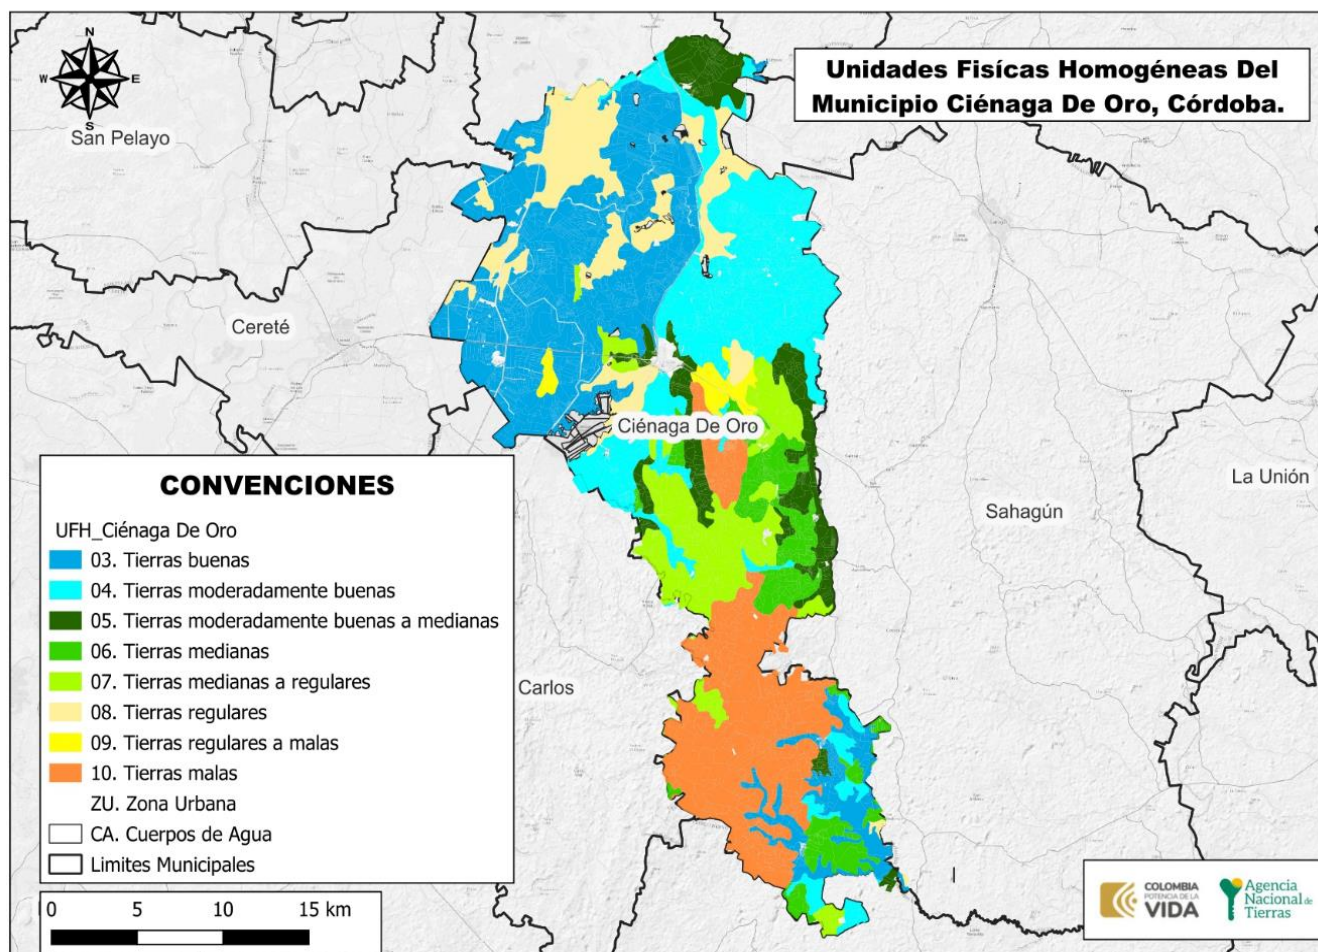 Unidades Fisícas Homogéneas Del
Municipio Ciénaga De Oro, Córdoba.
N
W
E
S
San Pelayo
Cereté
Ciénaga De Oro
La Unión
Sahagún
Carlos
CONVENCIONES
UFH_Ciénaga De Oro
03. Tierras buenas
04. Tierras moderadamente buenas
05. Tierras moderadamente buenas a medianas
06. Tierras medianas
07. Tierras medianas a regulares
08. Tierras regulares
09. Tierras regulares a malas
10. Tierras malas
ZU. Zona Urbana
CA. Cuerpos de Agua
Limites Municipales
0 5 10 15 km
COLOMBIA
POTENCIA DE LA
VIDA
Agencia
Nacional de
Tierras